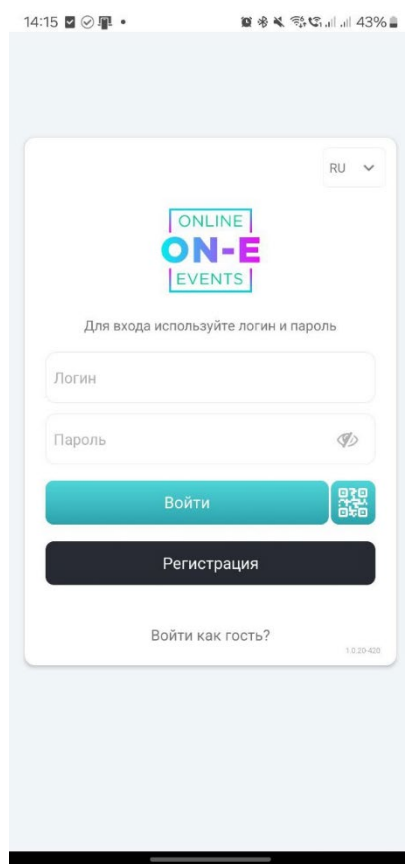 14:15
43%
RU
ONLINE
ON-E
EVENTS
Для входа используйте логин и пароль
Логин
Пароль
Войти
Регистрация
Войти как гость?
1.0.20-420